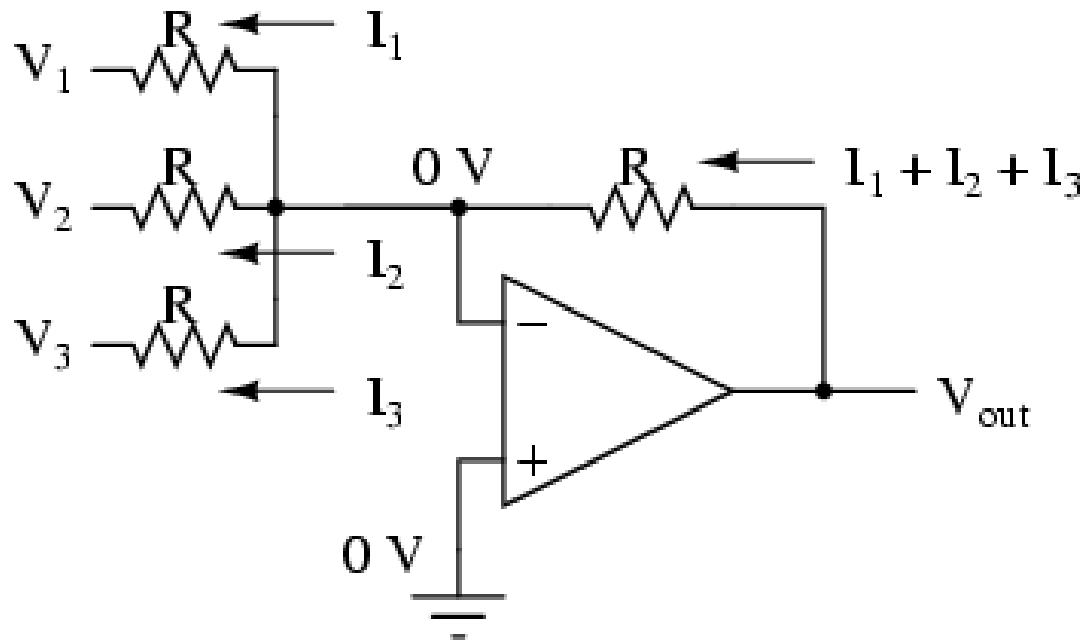 R I₁
V₁
0 V R I₁ + I₂ + I₃
R
V₂
I₂
R
V₃ −
I₃ Vout
+
0 V